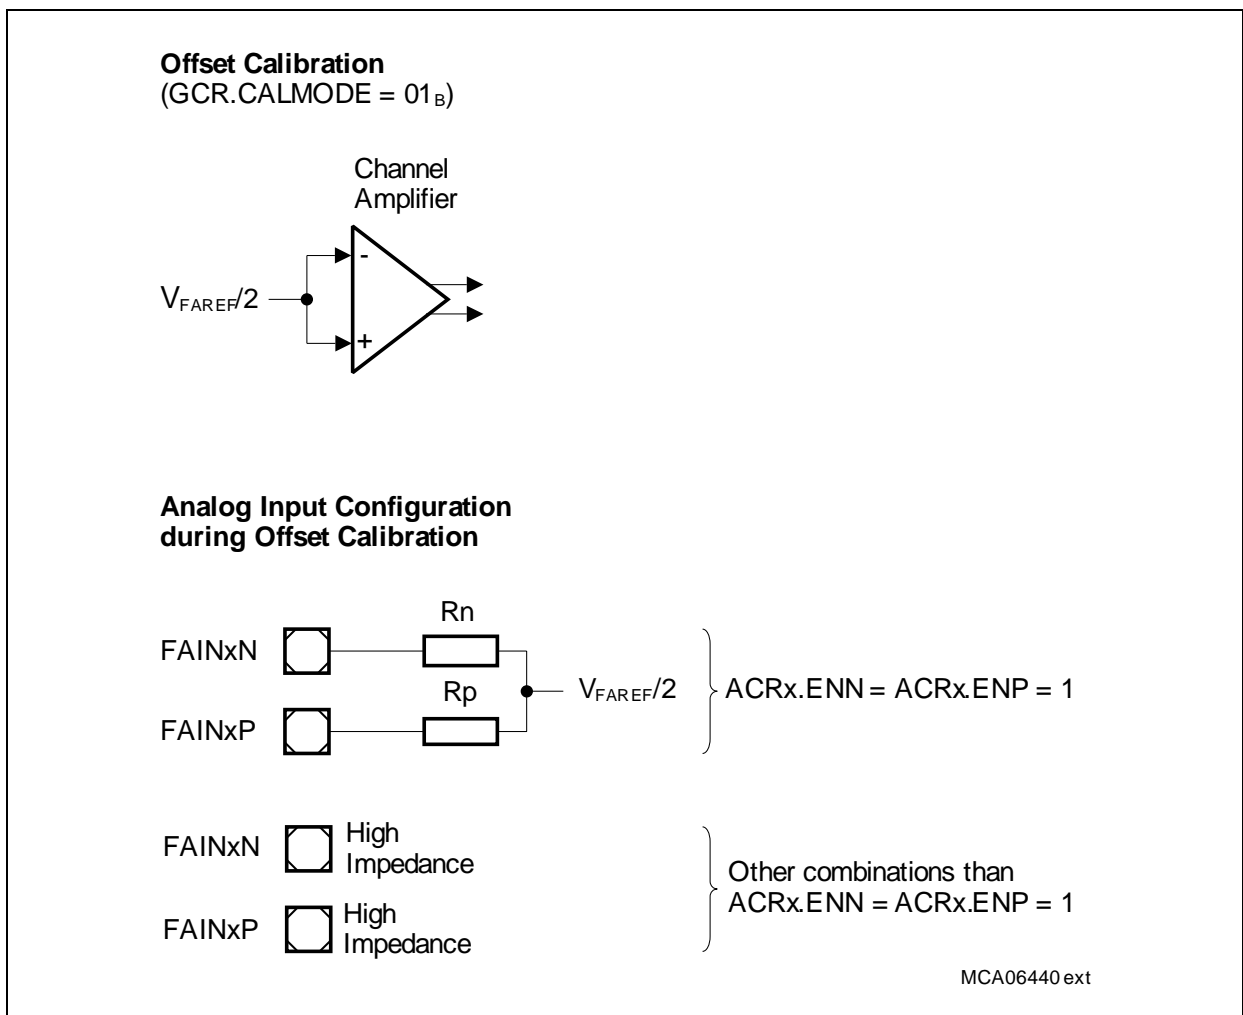 Offset Calibration
(GCR.CALMODE = 01B)
Channel
Amplifier
-
VFAREF/2
+
Analog Input Configuration
during Offset Calibration
Rn
FAINxN
Rp
VFAREF/2
ACRx.ENN = ACRx.ENP = 1
FAINxP
FAINxN
High
Impedance
Other combinations than
ACRx.ENN = ACRx.ENP = 1
FAINxP
High
Impedance
MCA06440 ext